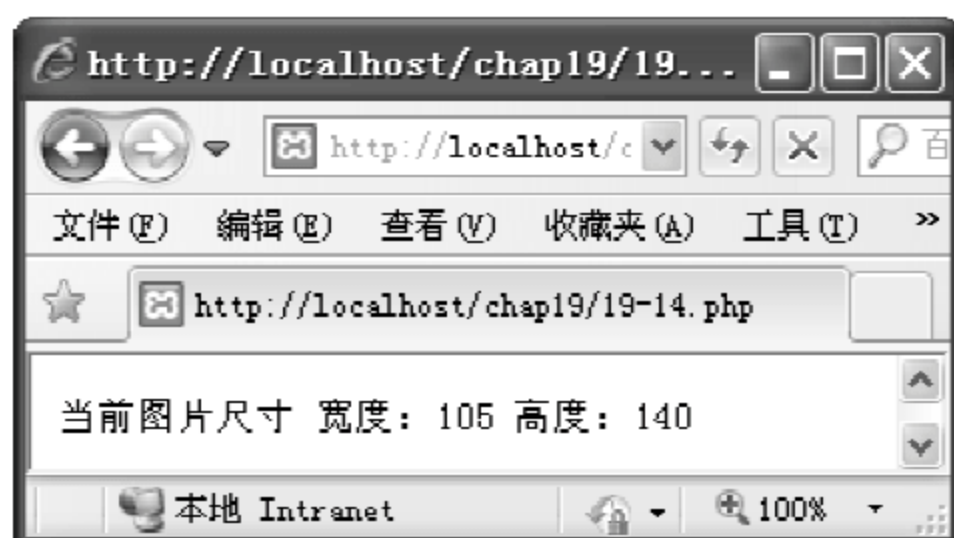 http://localhost/chap19/19...
http://localhost/c
百
文件(F) 编辑(E) 查看(V) 收藏夹(A) 工具(T) »
http://localhost/chap19/19-14.php
当前图片尺寸 宽度：105 高度：140
本地 Intranet 100%